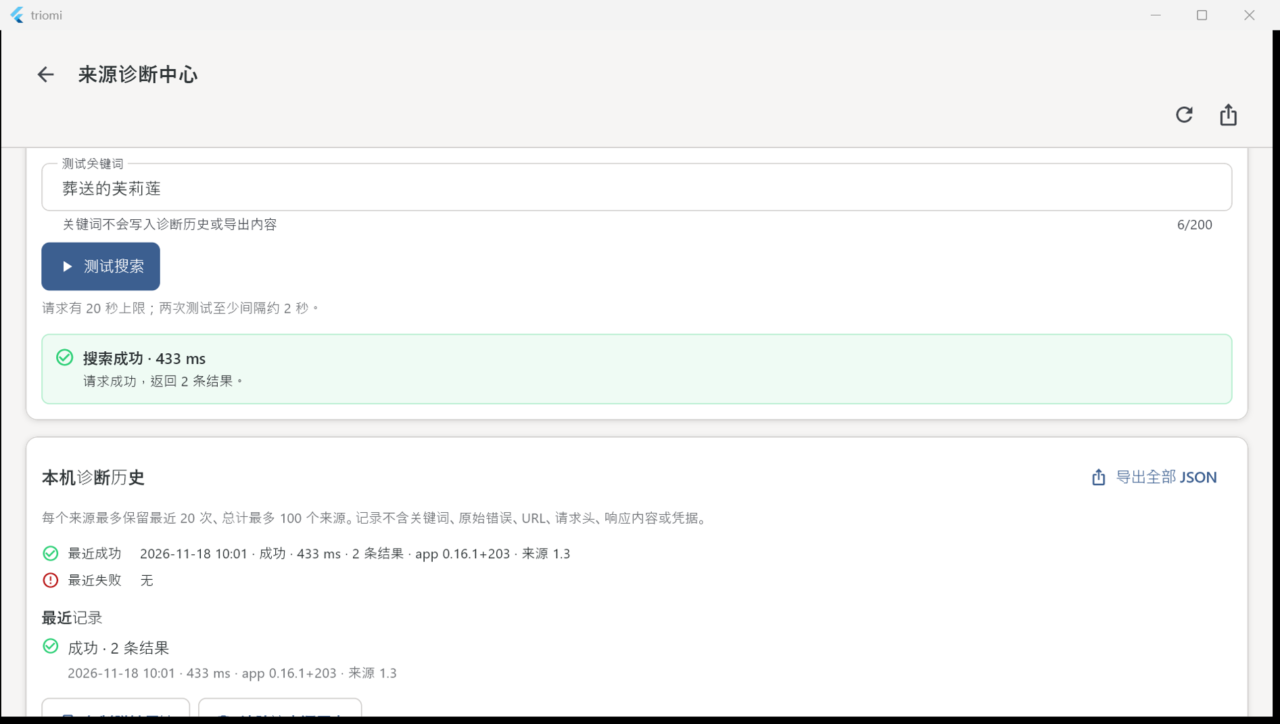 triomi
来源诊断中心
测试关键词
葬送的芙莉莲
关键词不会写入诊断历史或导出内容 6/200
测试搜索
请求有 20 秒上限；两次测试至少间隔约 2 秒。
搜索成功 · 433 ms
请求成功，返回 2 条结果。
本机诊断历史 导出全部 JSON
每个来源最多保留最近 20 次、总计最多 100 个来源。记录不含关键词、原始错误、URL、请求头、响应内容或凭据。
最近成功 2026-11-18 10:01 · 成功 · 433 ms · 2 条结果 · app 0.16.1+203 · 来源 1.3
最近失败 无
最近记录
成功 · 2 条结果
2026-11-18 10:01 · 433 ms · app 0.16.1+203 · 来源 1.3